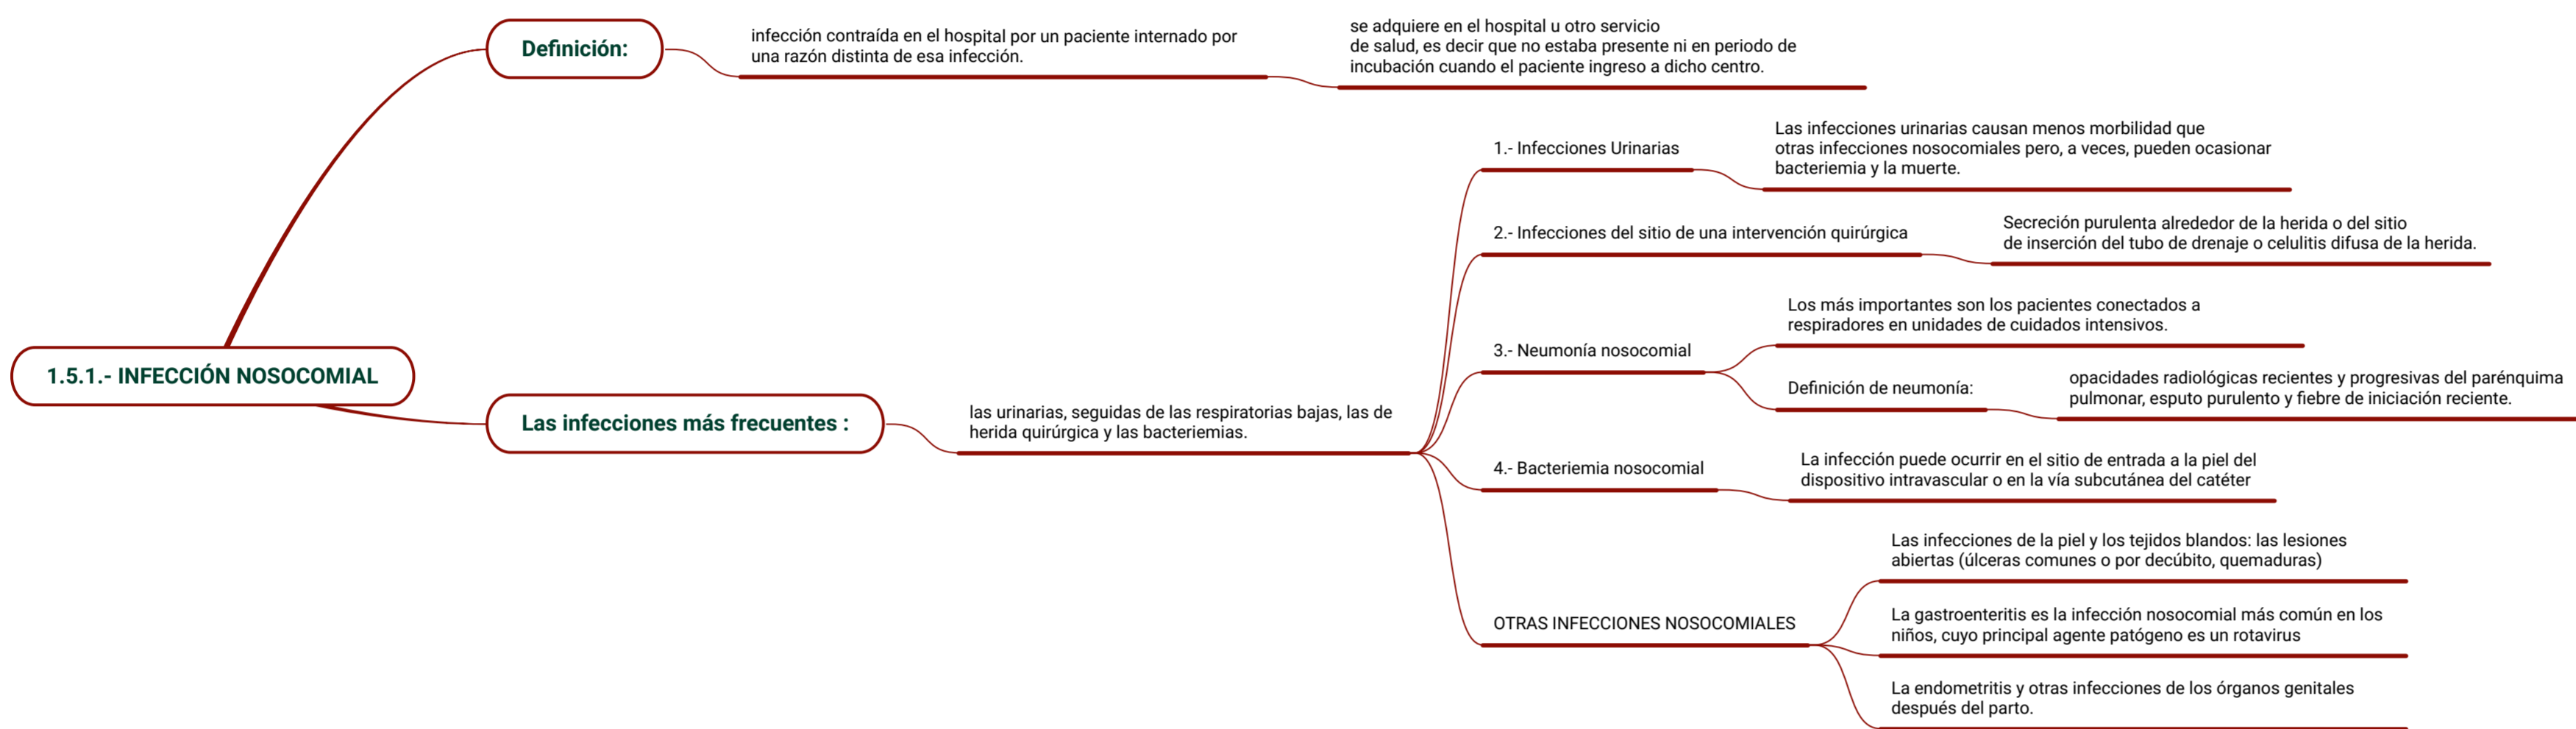 1.5.1.- INFECCIÓN NOSOCOMIAL
Definición:
infección contraída en el hospital por un paciente internado por
una razón distinta de esa infección.
se adquiere en el hospital u otro servicio
de salud, es decir que no estaba presente ni en periodo de
incubación cuando el paciente ingreso a dicho centro.
Las infecciones más frecuentes :
las urinarias, seguidas de las respiratorias bajas, las de
herida quirúrgica y las bacteriemias.
1.- Infecciones Urinarias
Las infecciones urinarias causan menos morbilidad que
otras infecciones nosocomiales pero, a veces, pueden ocasionar
bacteriemia y la muerte.
2.- Infecciones del sitio de una intervención quirúrgica
Secreción purulenta alrededor de la herida o del sitio
de inserción del tubo de drenaje o celulitis difusa de la herida.
3.- Neumonía nosocomial
Los más importantes son los pacientes conectados a
respiradores en unidades de cuidados intensivos.
Definición de neumonía:
opacidades radiológicas recientes y progresivas del parénquima
pulmonar, esputo purulento y fiebre de iniciación reciente.
4.- Bacteriemia nosocomial
La infección puede ocurrir en el sitio de entrada a la piel del
dispositivo intravascular o en la vía subcutánea del catéter
OTRAS INFECCIONES NOSOCOMIALES
Las infecciones de la piel y los tejidos blandos: las lesiones
abiertas (úlceras comunes o por decúbito, quemaduras)
La gastroenteritis es la infección nosocomial más común en los
niños, cuyo principal agente patógeno es un rotavirus
La endometritis y otras infecciones de los órganos genitales
después del parto.